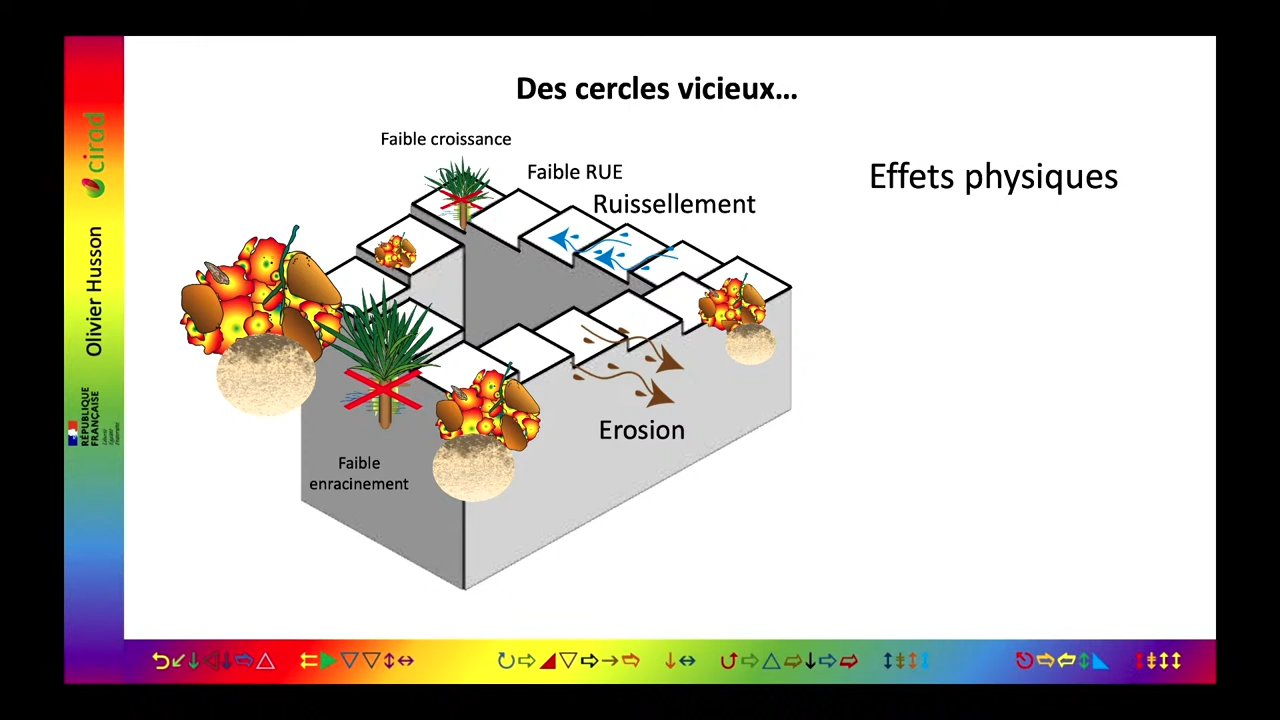 Des cercles vicieux...
Faible croissance
Faible RUE
Ruissellement
Effets physiques
Erosion
Faible
enracinement
cirad
Olivier Husson
RÉPUBLIQUE
FRANÇAISE